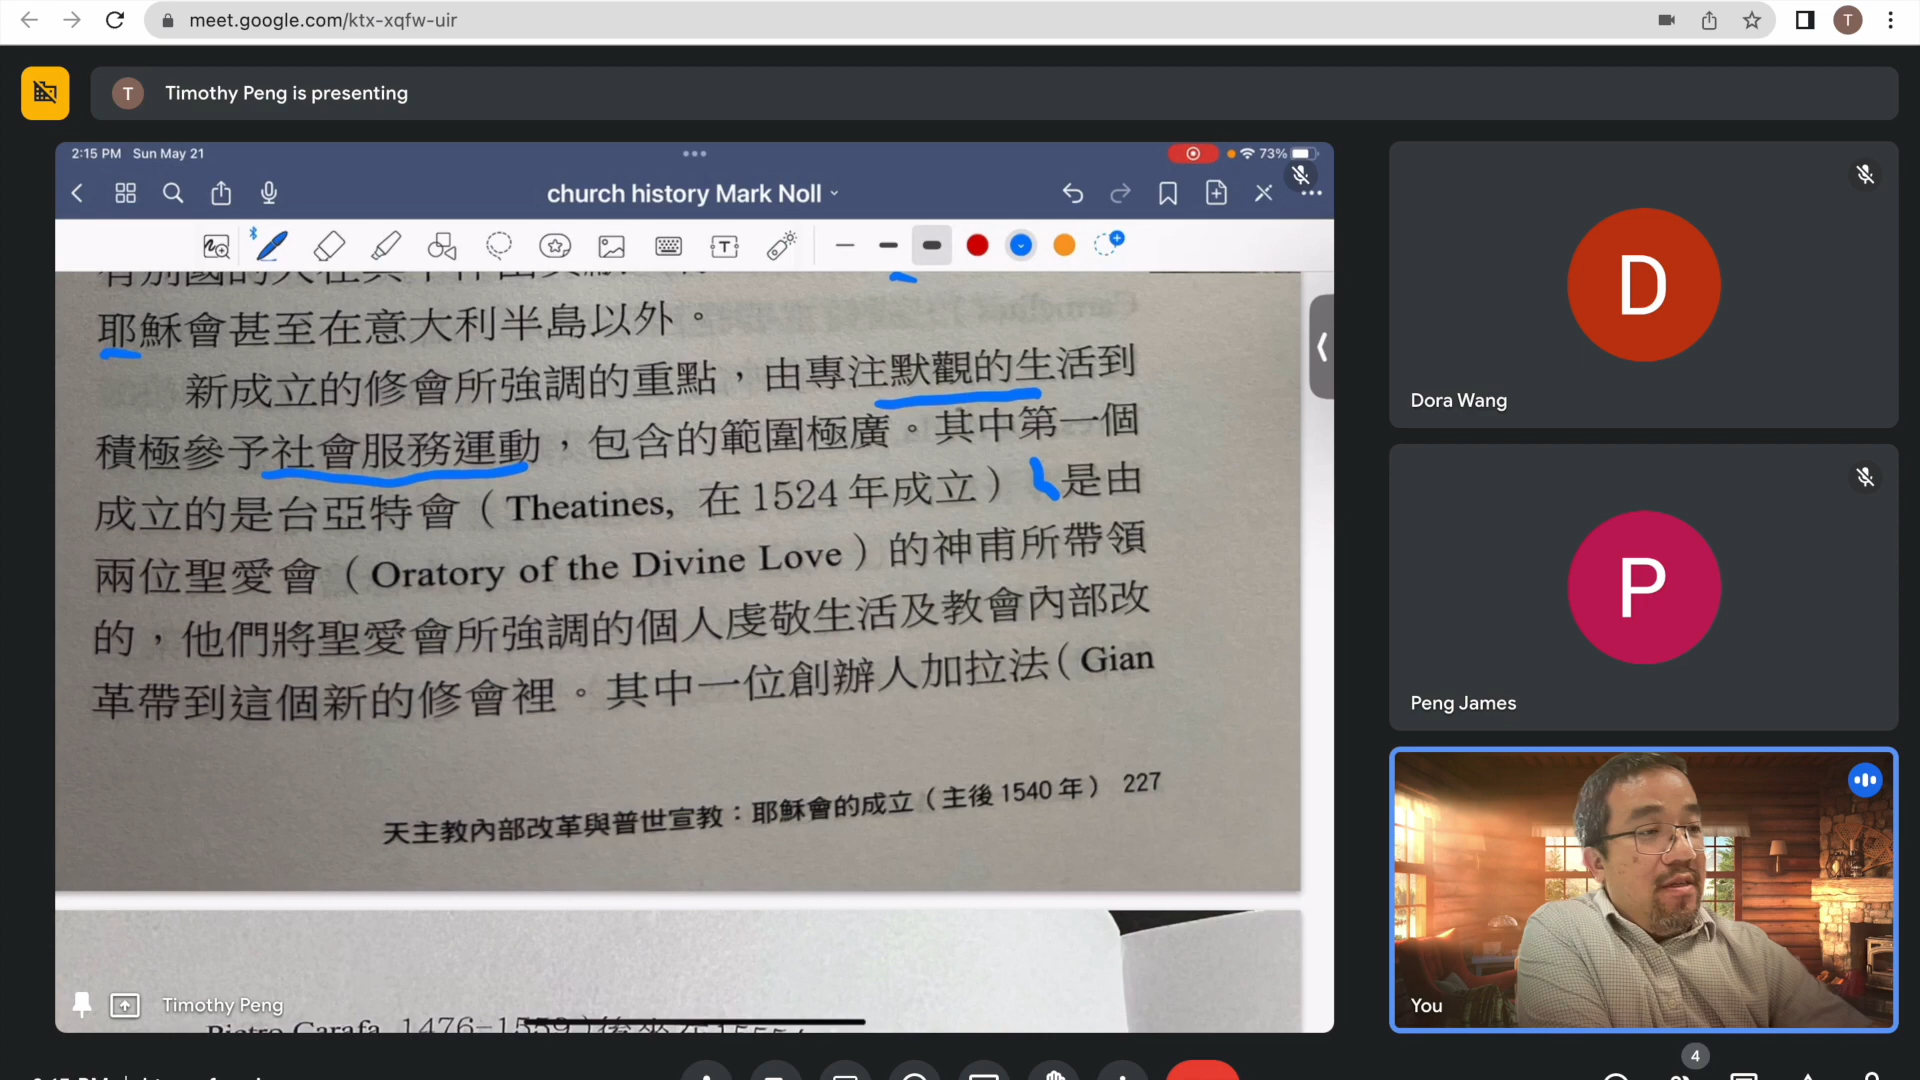 meet.google.com/ktx-xqfw-uir
T
T
Timothy Peng is presenting
2:15 PM Sun May 21
73%
church history Mark Noll
T
耶穌會甚至在意大利半島以外。
新成立的修會所強調的重點，由專注默觀的生活到
積極參予社會服務運動，包含的範圍極廣。其中第一個
成立的是台亞特會（Theatines, 在1524年成立）是由
兩位聖愛會（Oratory of the Divine Love）的神甫所帶領
的，他們將聖愛會所強調的個人虔敬生活及教會內部改
革帶到這個新的修會裡。其中一位創辦人加拉法（Gian
天主教內部改革與普世宣教：耶穌會的成立（主後1540年） 227
Timothy Peng
Pietro Carafa, 1476-1559)後
D
Dora Wang
P
Peng James
You
4